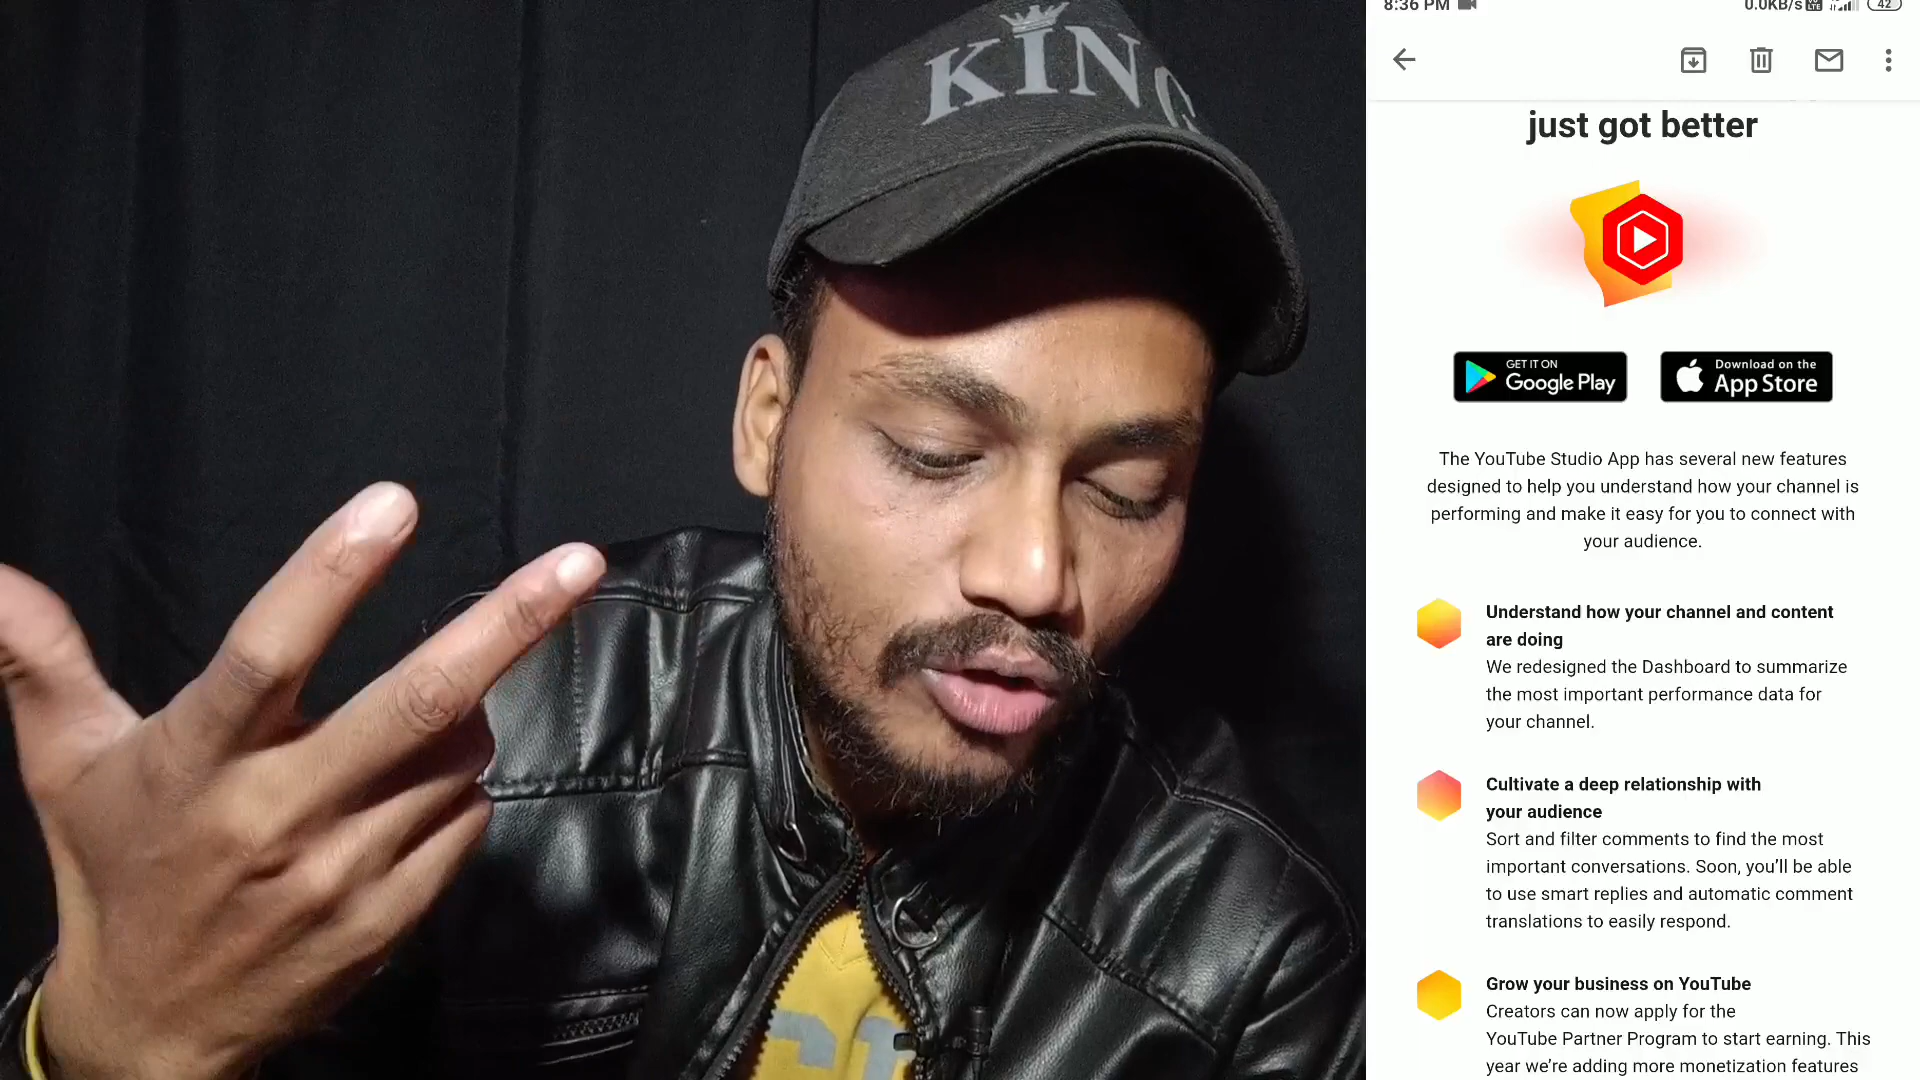 KING
8:36 PM
0.0KB/s
42
just got better
GET IT ON
Google Play
Download on the
App Store
The YouTube Studio App has several new features
designed to help you understand how your channel is
performing and make it easy for you to connect with
your audience.
Understand how your channel and content
are doing
We redesigned the Dashboard to summarize
the most important performance data for
your channel.
Cultivate a deep relationship with
your audience
Sort and filter comments to find the most
important conversations. Soon, you’ll be able
to use smart replies and automatic comment
translations to easily respond.
Grow your business on YouTube
Creators can now apply for the
YouTube Partner Program to start earning. This
year we’re adding more monetization features